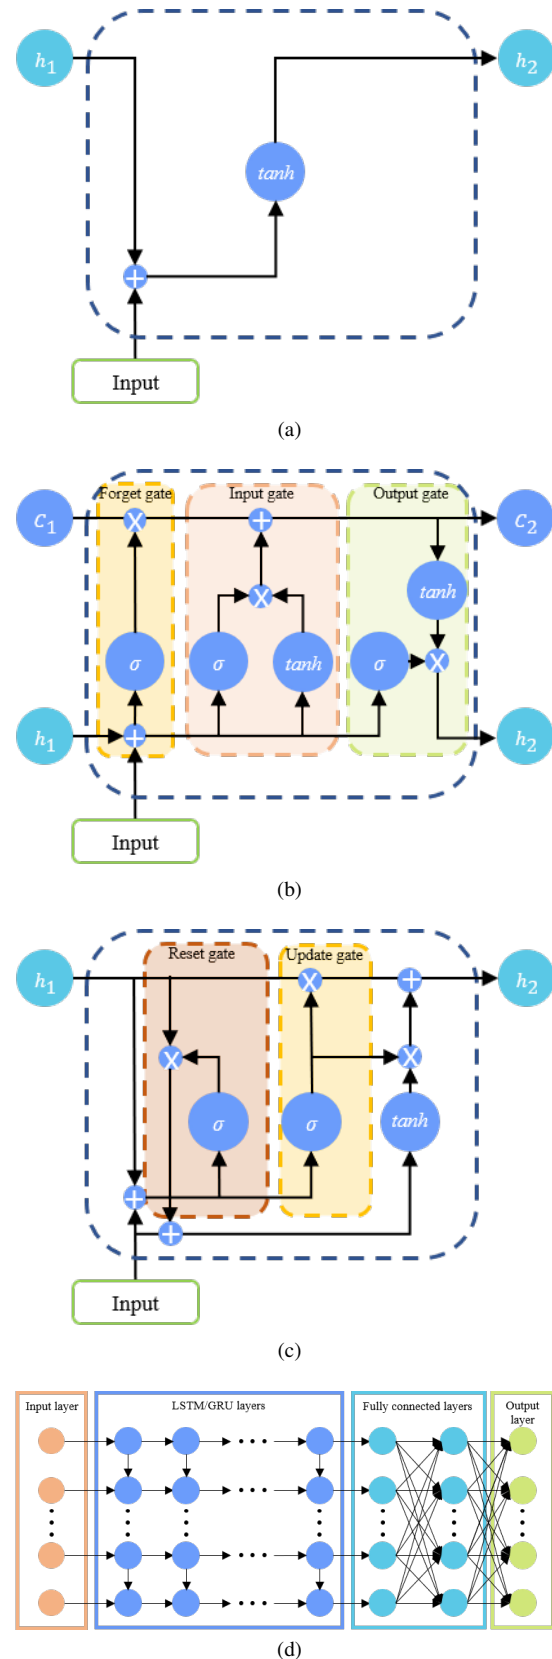 h₁ h₂
tanh
+
Input
(a)
Forget gate Input gate Output gate
C₁ X + C₂
tanh
X
σ σ tanh σ X
h₁ + h₂
Input
(b)
Reset gate Update gate
h₁ X + h₂
X X
σ σ tanh
+
+
Input
(c)
Input layer LSTM/GRU layers Fully connected layers Output
layer
(d)